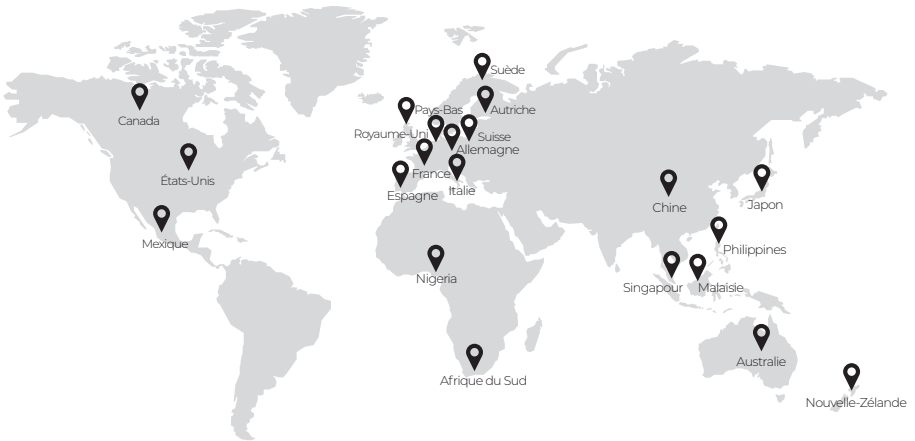 Suède
Pays-Bas
Autriche
Canada
Royaume-Uni
Suisse
Allemagne
France
États-Unis
Italie
Espagne
Chine
Japon
Mexique
Philippines
Nigeria
Singapour
Malaisie
Australie
Afrique du Sud
Nouvelle-Zélande